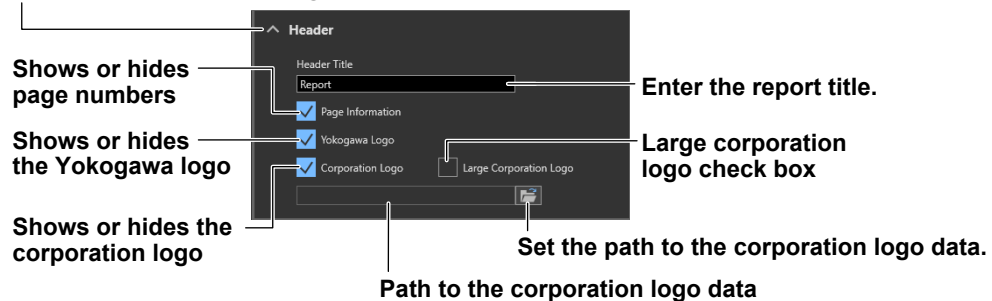 Header
Header Title
Report
Page Information
Yokogawa Logo
Corporation Logo
Large Corporation Logo
Shows or hides
page numbers
Shows or hides
the Yokogawa logo
Shows or hides the
corporation logo
Enter the report title.
Large corporation
logo check box
Set the path to the corporation logo data.
Path to the corporation logo data